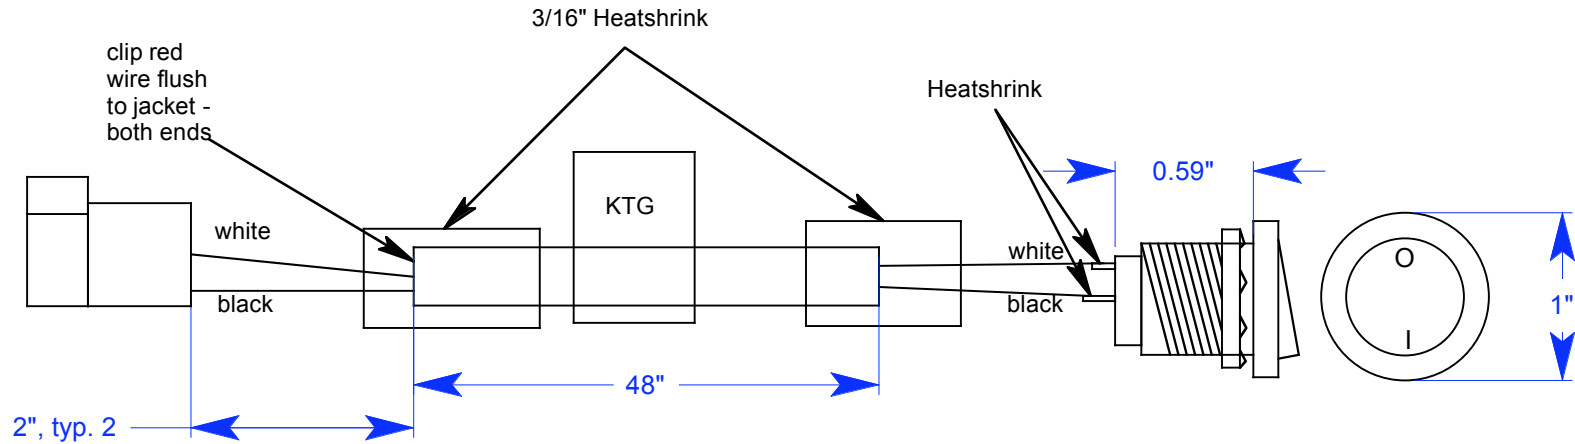 3/16" Heatshrink
clip red
wire flush
to jacket -
both ends
Heatshrink
0.59"
KTG
white
white
black
black
O
I
1"
48"
2", typ. 2